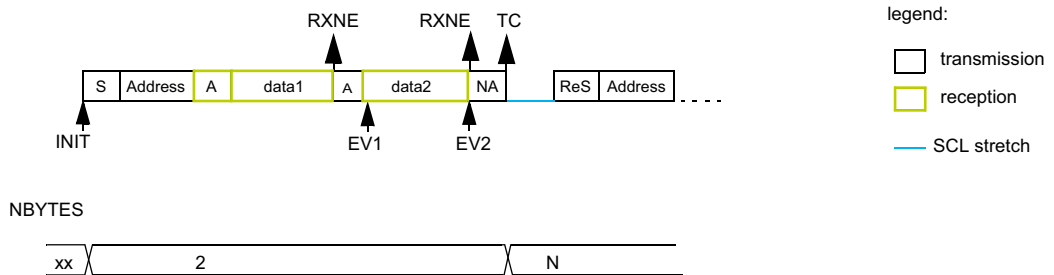 RXNE RXNE TC
legend:
transmission
reception
SCL stretch
S Address A data1 A data2 NA ReS Address
INIT EV1 EV2
NBYTES
xx 2 N